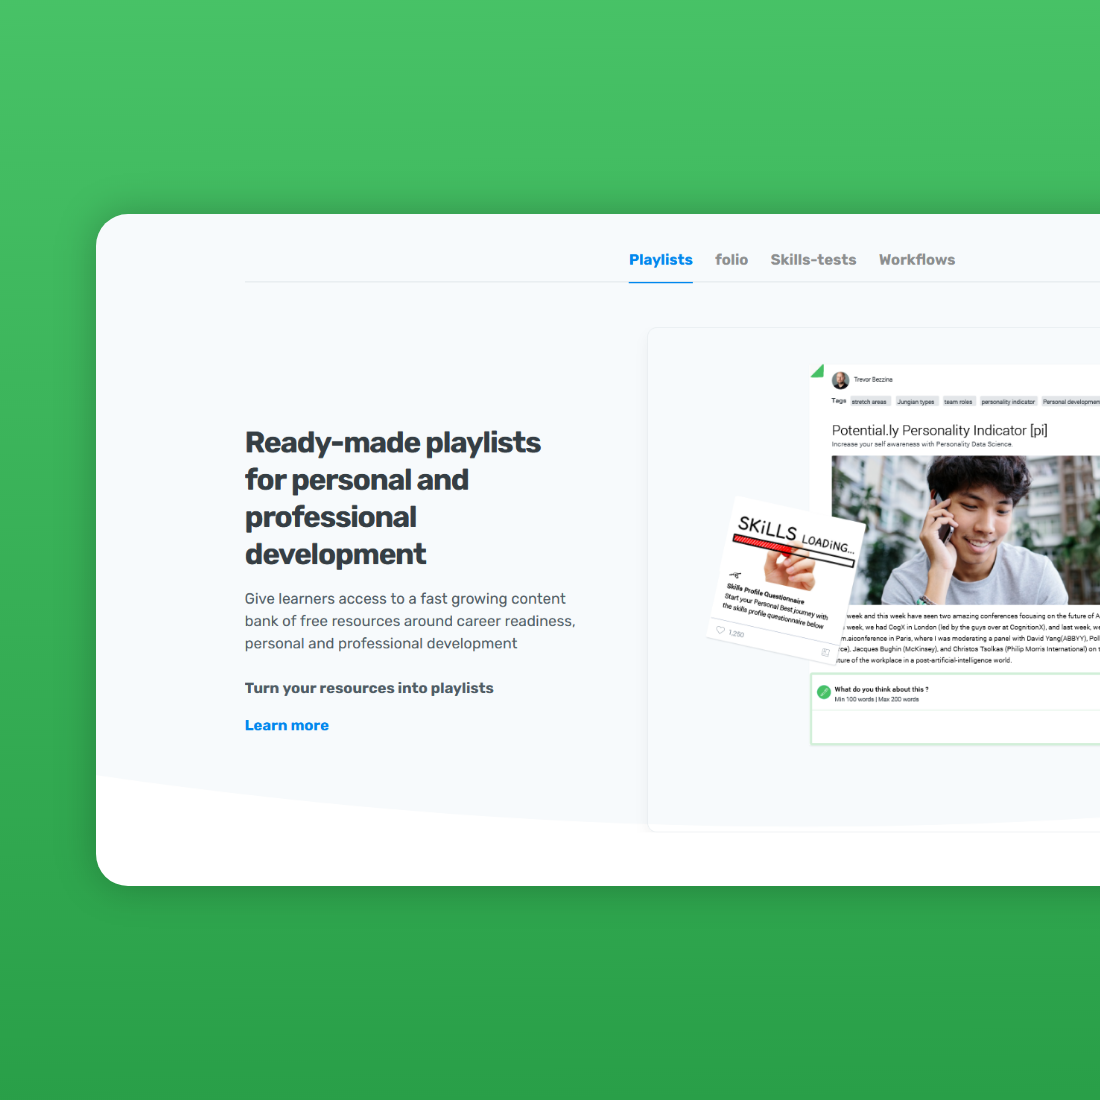 Playlists folio Skills-tests Workflows
Ready-made playlists
for personal and
professional
development
Give learners access to a fast growing content
bank of free resources around career readiness,
personal and professional development
Turn your resources into playlists
Learn more
Trevor Bezzina
Tags stretch areas Jungian types team roles personality indicator Personal development
Potential.ly Personality Indicator [pi]
Increase your self awareness with Personality Data Science.
SKiLLS LOADiNG...
Skills Profile Questionnaire
Start your Personal Best journey with
the skills profile questionnaire below
1,250
week and this week have seen two amazing conferences focusing on the future of
week, we had CogX in London (led by the guys over at CognitionX), and last week,
conference in Paris, where I was moderating a panel with David Yang(ABBYY),
Jacques Bughin (McKinsey), and Christos Tsolkas (Philip Morris International) on
of the workplace in a post-artificial-intelligence world.
What do you think about this ?
Min 100 words | Max 200 words